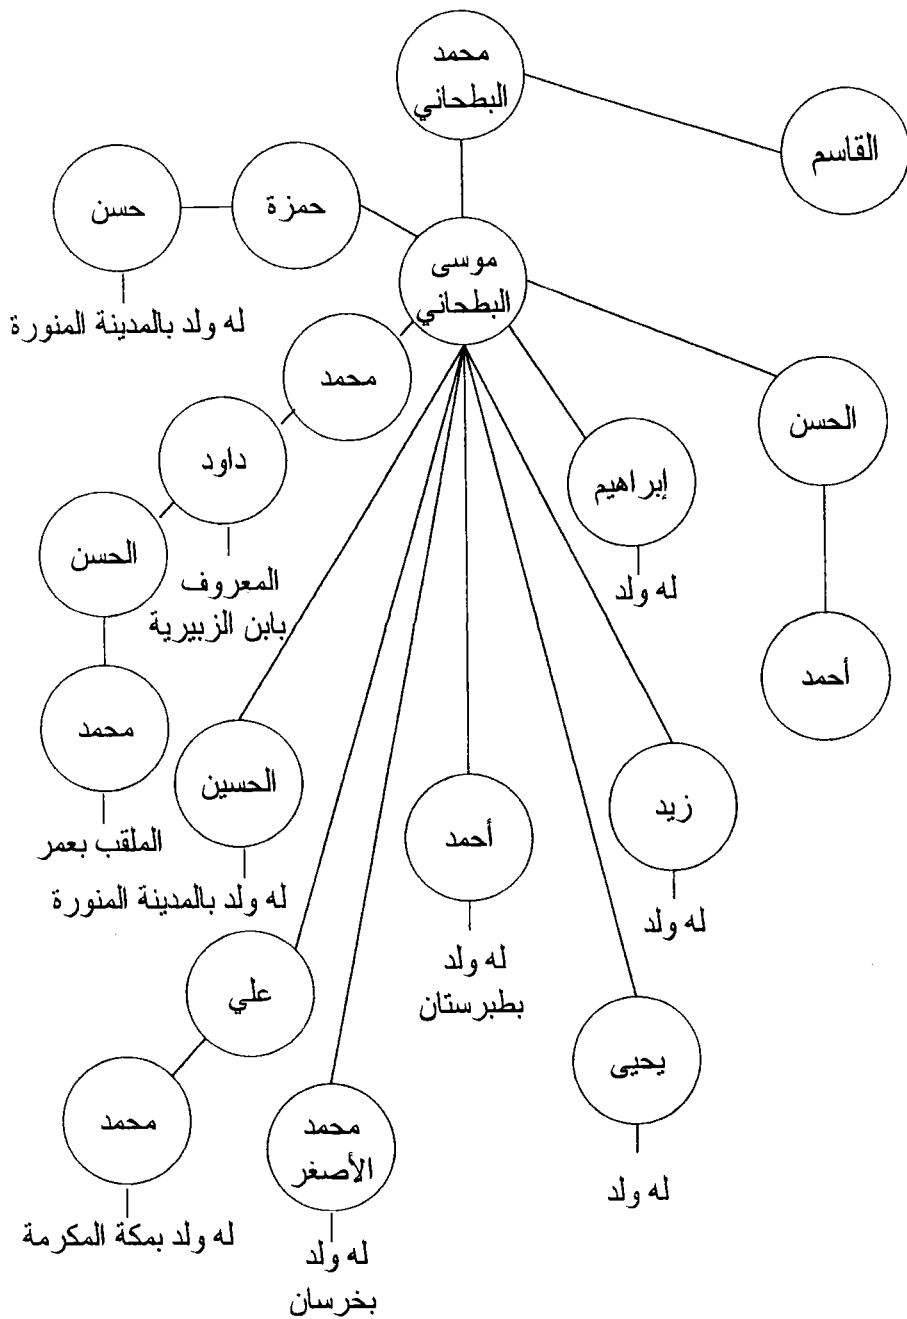 محمد
البطحاني
القاسم
حمزة
حسن
له ولد بالمدينة المنورة
موسى
البطحاني
محمد
الحسن
داود
إبراهيم
المعروف
بابن الزبيرية
له ولد
الحسن
أحمد
محمد
الملقب بعمر
الحسين
له ولد بالمدينة المنورة
زيد
له ولد
أحمد
له ولد
بطبرستان
علي
يحيى
له ولد
محمد
له ولد بمكة المكرمة
محمد
الأصغر
له ولد
بخرسان